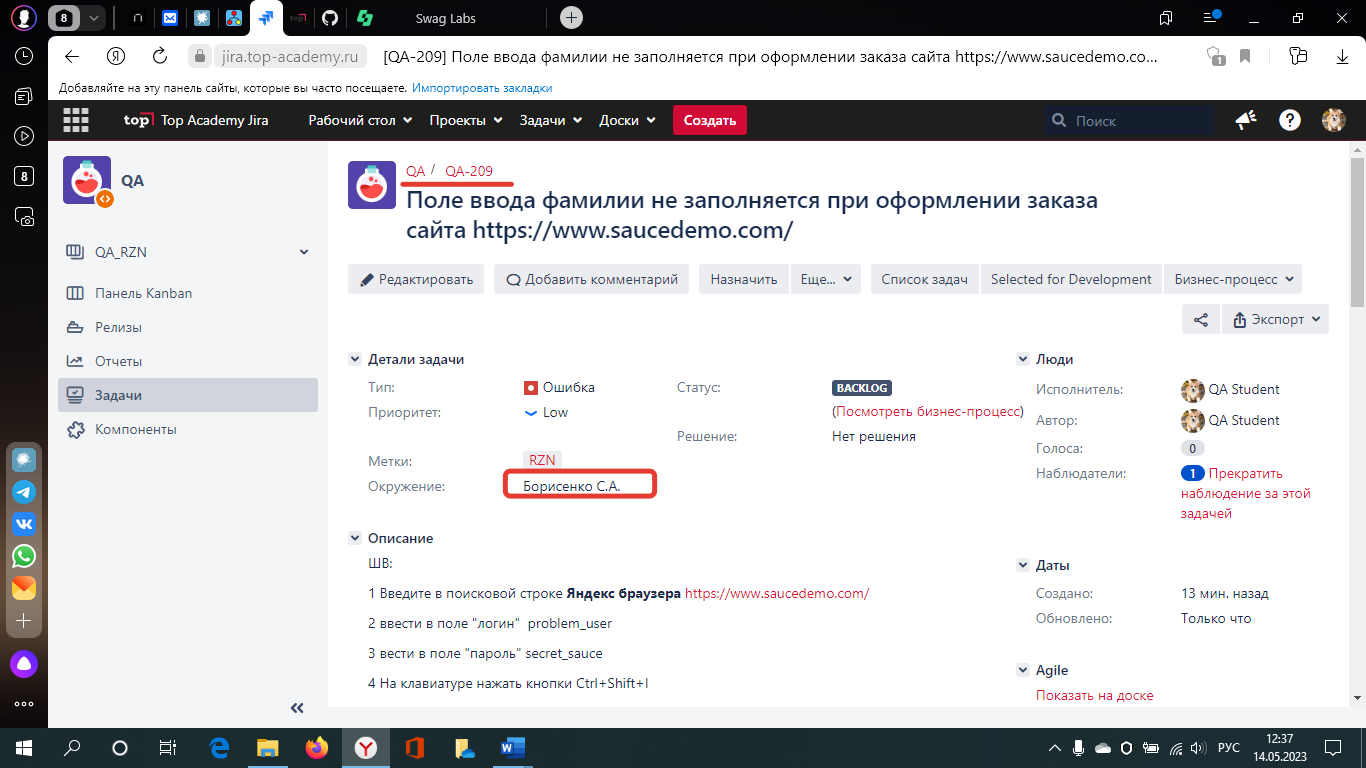 8
Swag Labs
jira.top-academy.ru
[QA-209] Поле ввода фамилии не заполняется при оформлении заказа сайта https://www.saucedemo.co...
1
Добавляйте на эту панель сайты, которые вы часто посещаете. Импортировать закладки
top Top Academy Jira
Рабочий стол
Проекты
Задачи
Доски
Создать
Поиск
8
QA
QA_RZN
Панель Kanban
Релизы
Отчеты
Задачи
Компоненты
QA / QA-209
Поле ввода фамилии не заполняется при оформлении заказа
сайта https://www.saucedemo.com/
Редактировать
Добавить комментарий
Назначить
Еще...
Список задач
Selected for Development
Бизнес-процесс
Экспорт
Детали задачи
Тип: Ошибка
Приоритет: Low
Метки: RZN
Окружение: Борисенко С.А.
Статус: BACKLOG
(Посмотреть бизнес-процесс)
Решение: Нет решения
Описание
ШВ:
1 Введите в поисковой строке Яндекс браузера https://www.saucedemo.com/
2 ввести в поле "логин" problem_user
3 вести в поле "пароль" secret_sauce
4 На клавиатуре нажать кнопки Ctrl+Shift+I
Люди
Исполнитель: QA Student
Автор: QA Student
Голоса: 0
Наблюдатели: 1 Прекратить
наблюдение за этой
задачей
Даты
Создано: 13 мин. назад
Обновлено: Только что
Agile
Показать на доске
РУС
12:37
14.05.2023